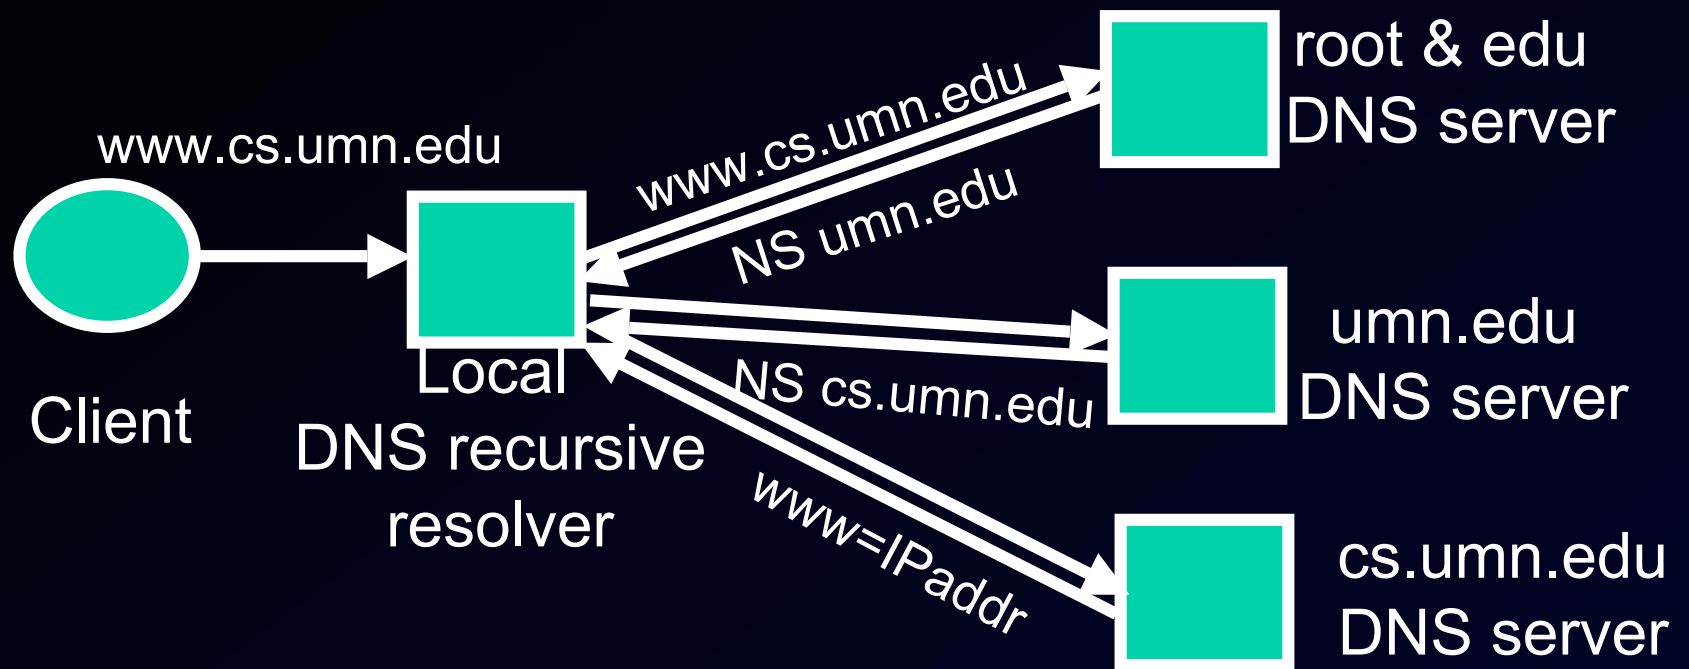 www.cs.umn.edu
Client
Local
DNS recursive
resolver
www.cs.umn.edu
NS umn.edu
NS cs.umn.edu
www=IPaddr
root & edu
DNS server
umn.edu
DNS server
cs.umn.edu
DNS server